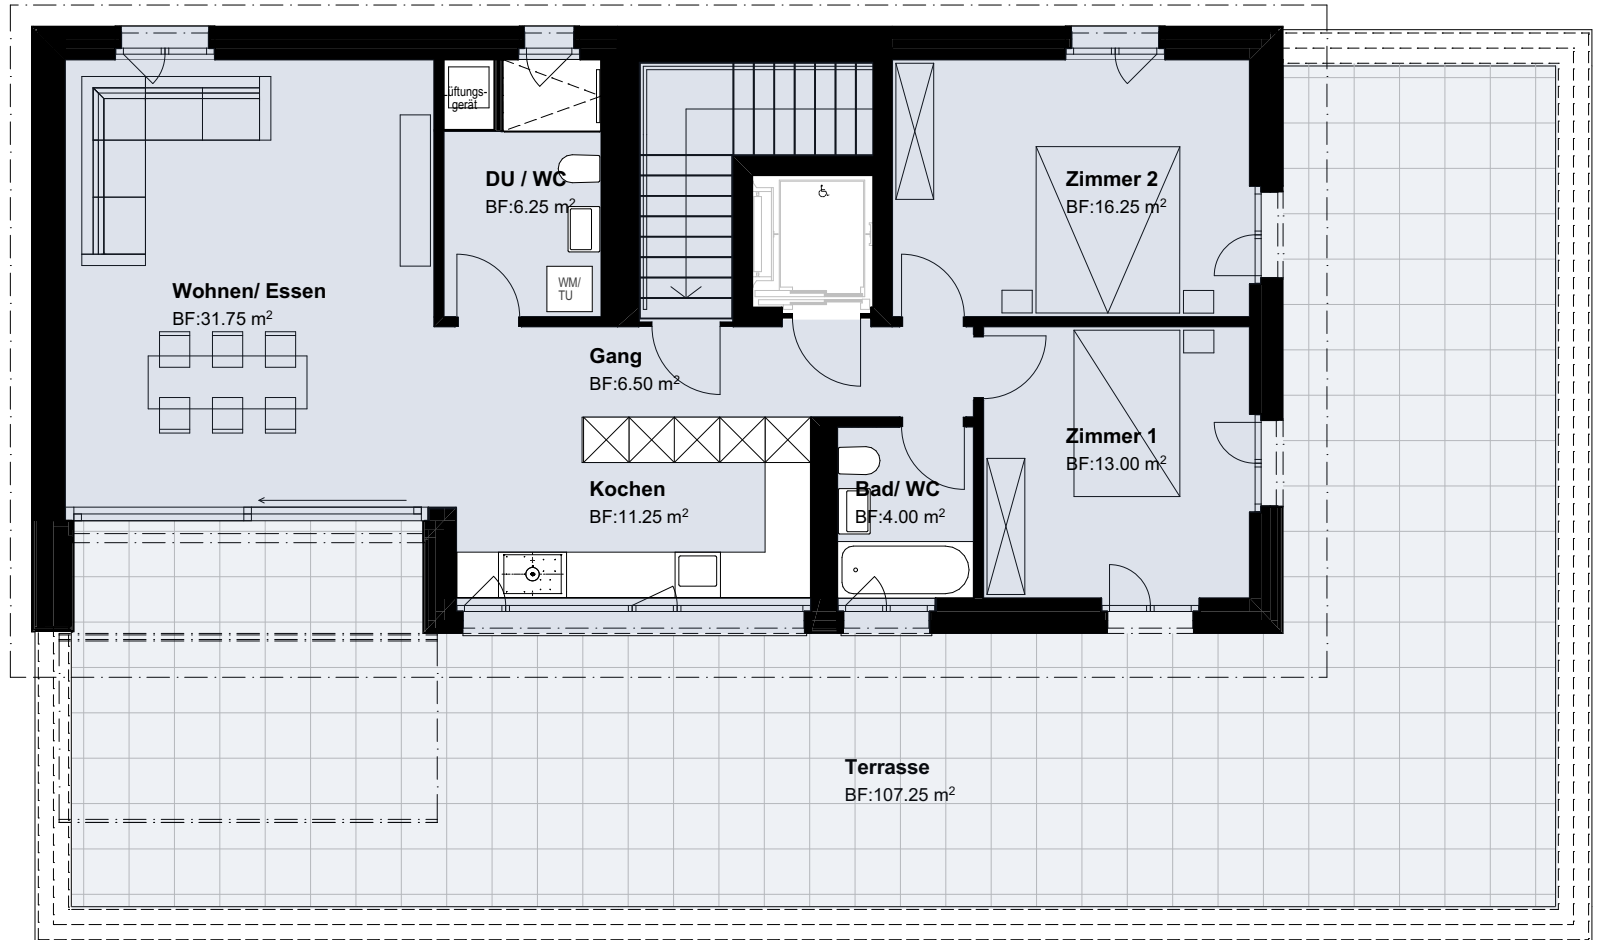 Lüftungs-
gerät
DU / WC
BF:6.25 m²
WM/
TU
Zimmer 2
BF:16.25 m²
Wohnen/ Essen
BF:31.75 m²
Gang
BF:6.50 m²
Zimmer 1
BF:13.00 m²
Kochen
BF:11.25 m²
Bad/ WC
BF:4.00 m²
Terrasse
BF:107.25 m²